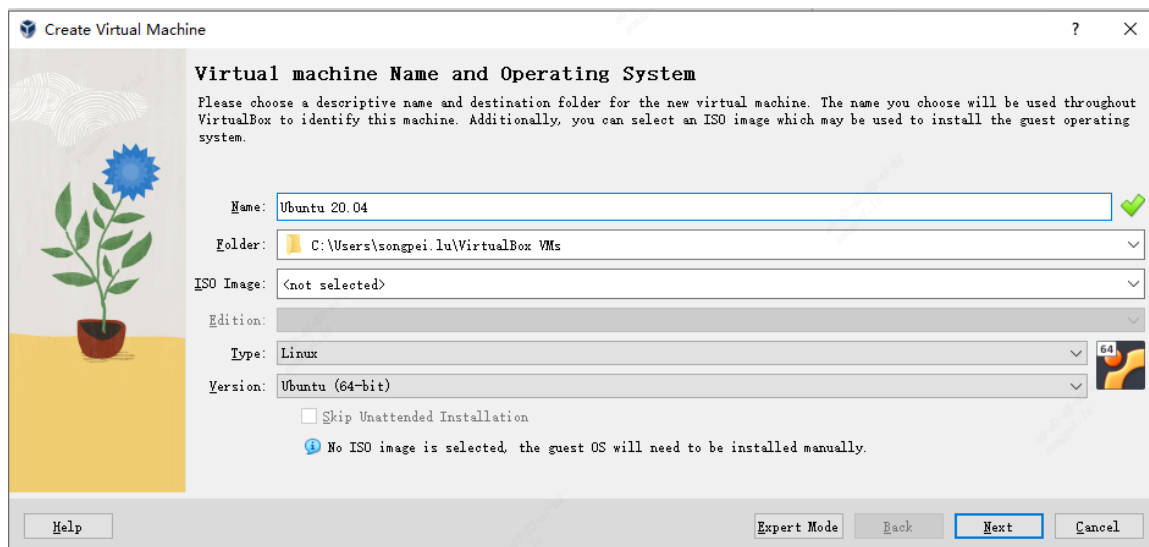 Create Virtual Machine
?
Virtual machine Name and Operating System
Please choose a descriptive name and destination folder for the new virtual machine. The name you choose will be used throughout
VirtualBox to identify this machine. Additionally, you can select an ISO image which may be used to install the guest operating
system.
Name: Ubuntu 20.04
Folder: C:\Users\songpei.lu\VirtualBox VMs
ISO Image: <not selected>
Edition:
Type: Linux
64
Version: Ubuntu (64-bit)
Skip Unattended Installation
No ISO image is selected, the guest OS will need to be installed manually.
Help Expert Mode Back Next Cancel